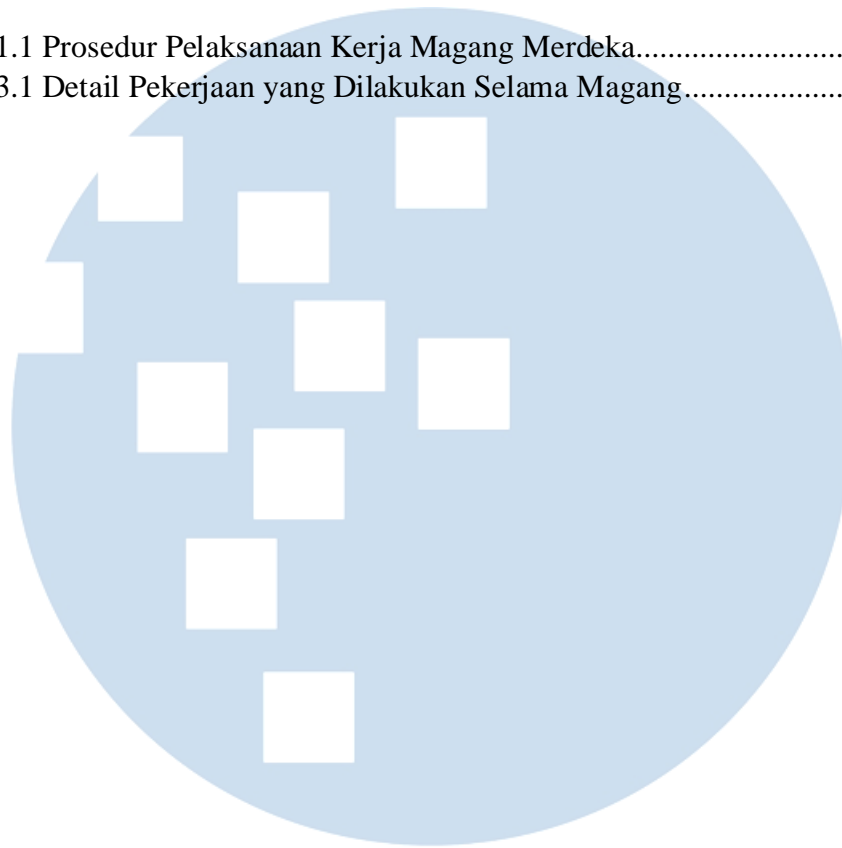 1.1 Prosedur Pelaksanaan Kerja Magang Merdeka..........................
3.1 Detail Pekerjaan yang Dilakukan Selama Magang....................